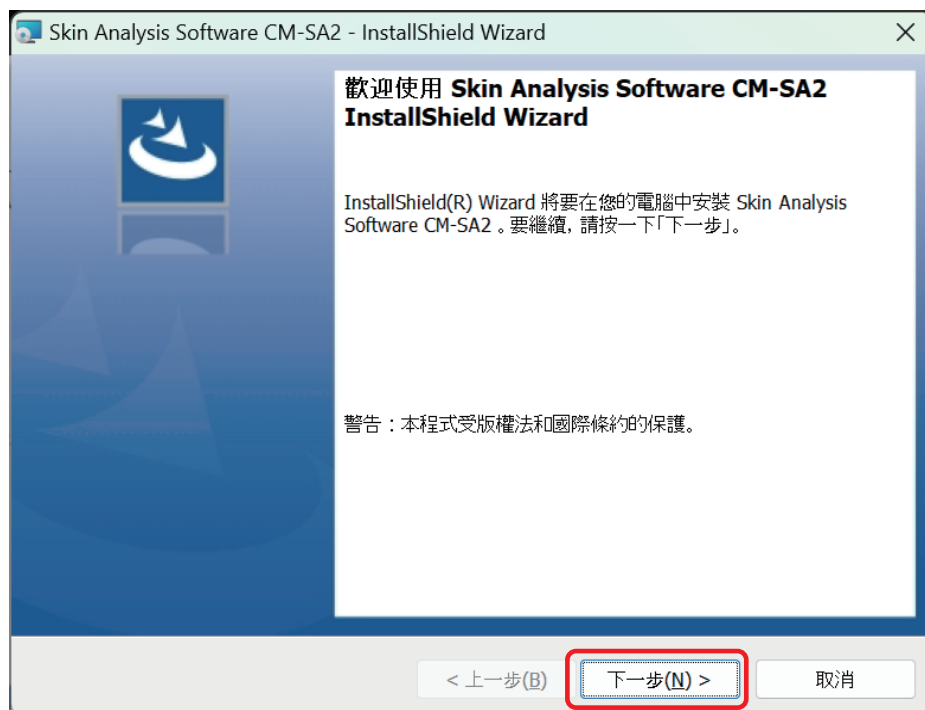 Skin Analysis Software CM-SA2 - InstallShield Wizard
歡迎使用 Skin Analysis Software CM-SA2
InstallShield Wizard
InstallShield(R) Wizard 將要在您的電腦中安裝 Skin Analysis
Software CM-SA2 。要繼續, 請按一下「下一步」。
警告：本程式受版權法和國際條約的保護。
< 上一步(B)
下一步(N) >
取消